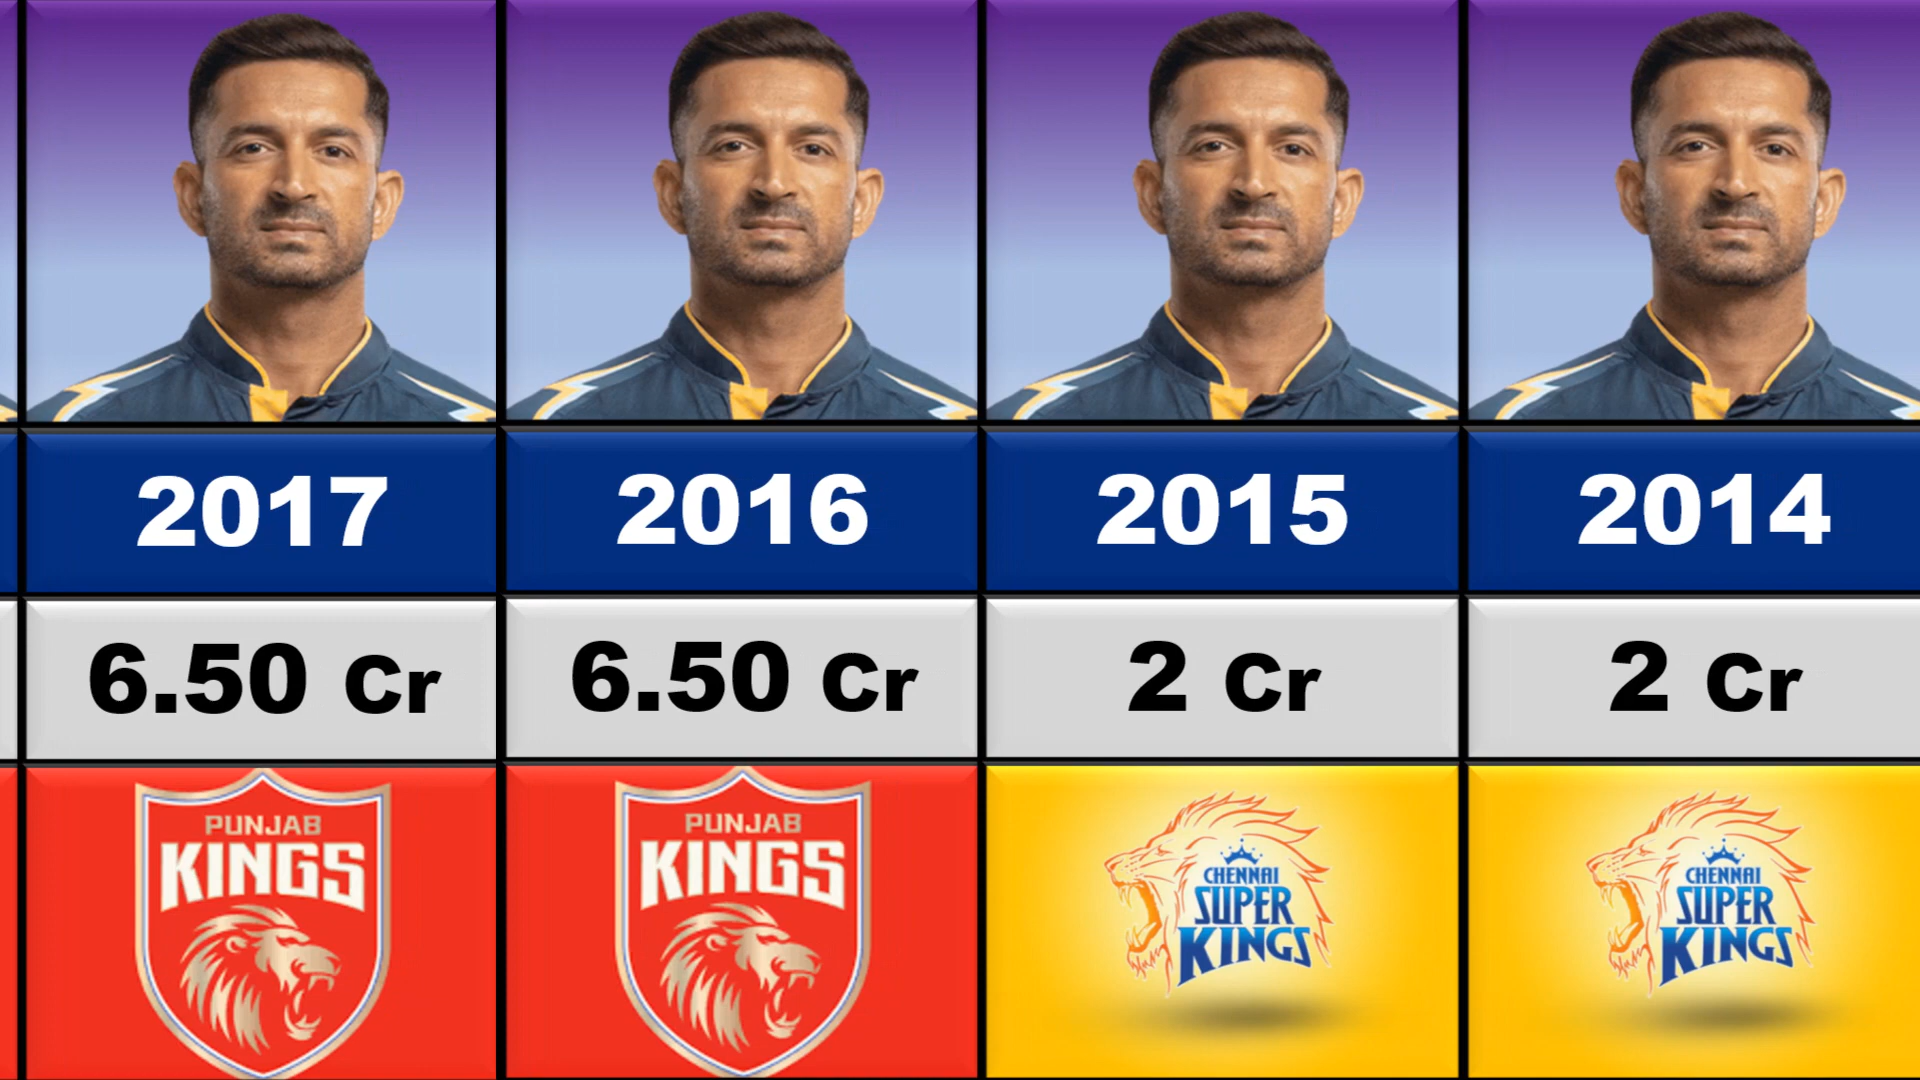 2017
2016
2015
2014
6.50 Cr
6.50 Cr
2 Cr
2 Cr
PUNJAB
KINGS
PUNJAB
KINGS
CHENNAI
SUPER
KINGS
CHENNAI
SUPER
KINGS